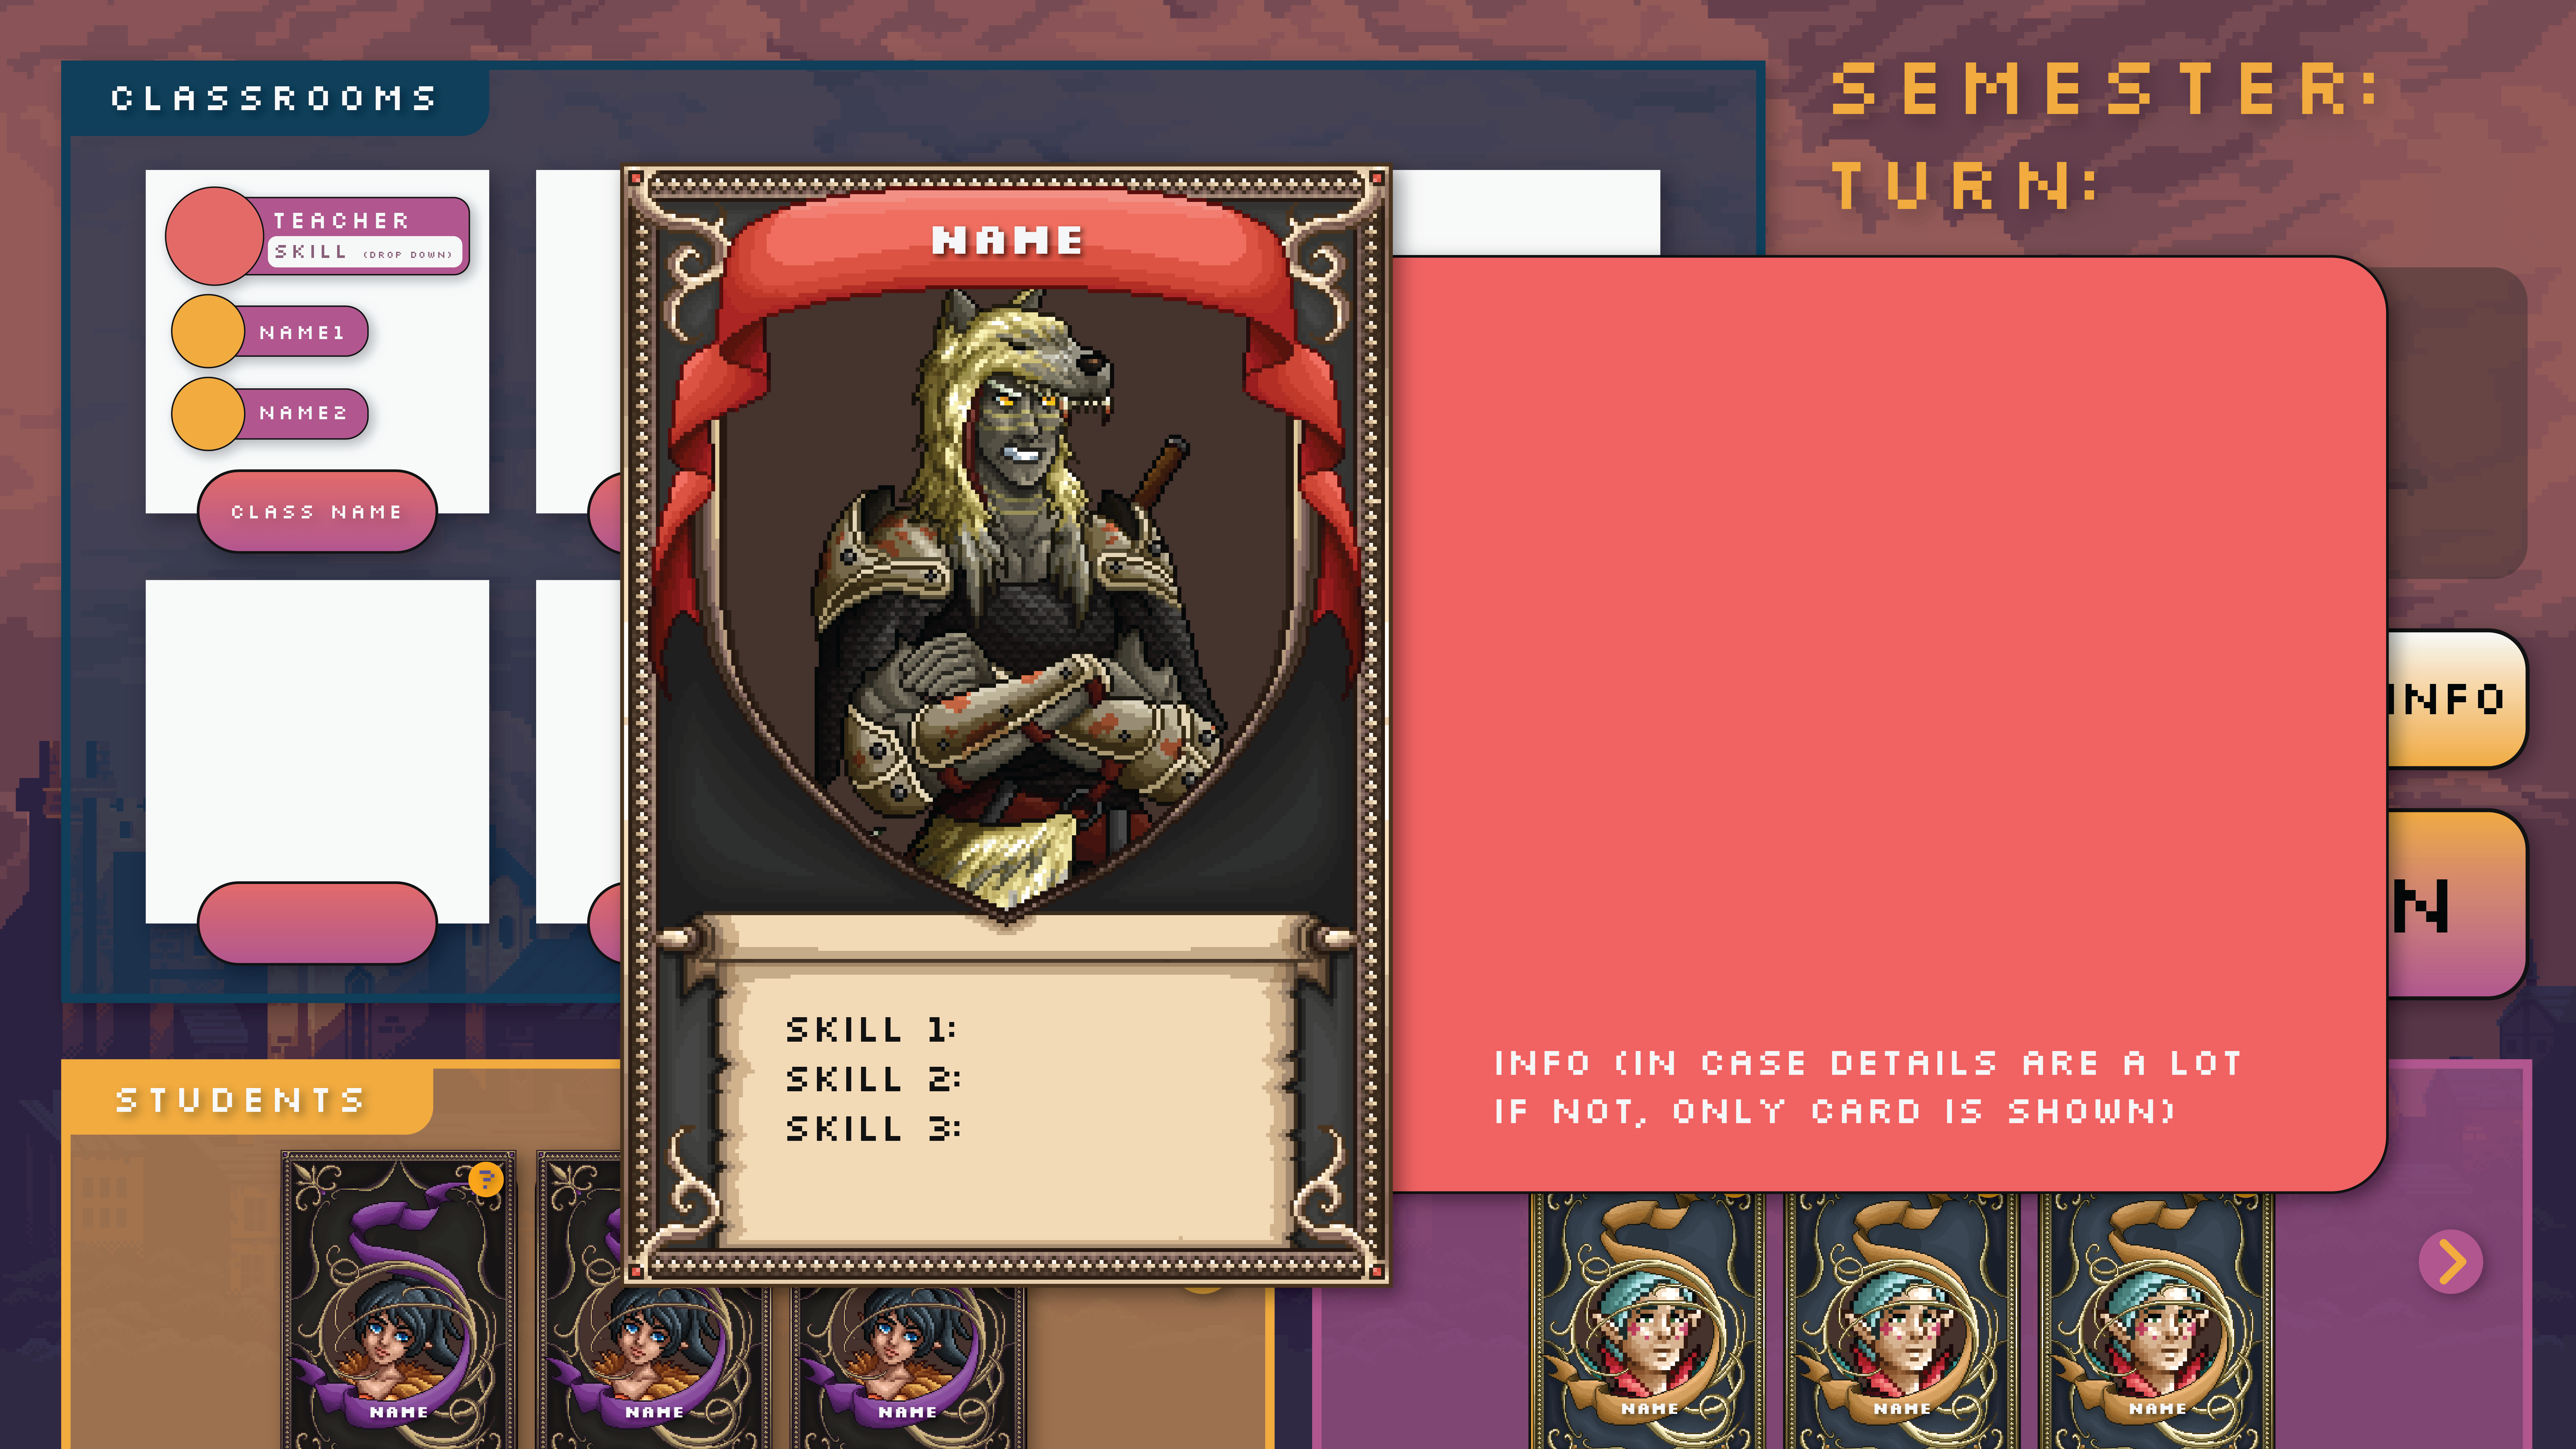 CLASSROOMS
SEMESTER:
TURN:
TEACHER
SKILL (DROP DOWN)
NAME1
NAME2
CLASS NAME
NAME
SKILL 1:
SKILL 2:
SKILL 3:
INFO (IN CASE DETAILS ARE A LOT
IF NOT, ONLY CARD IS SHOWN)
INFO
N
STUDENTS
?
NAME
NAME
NAME
NAME
NAME
NAME